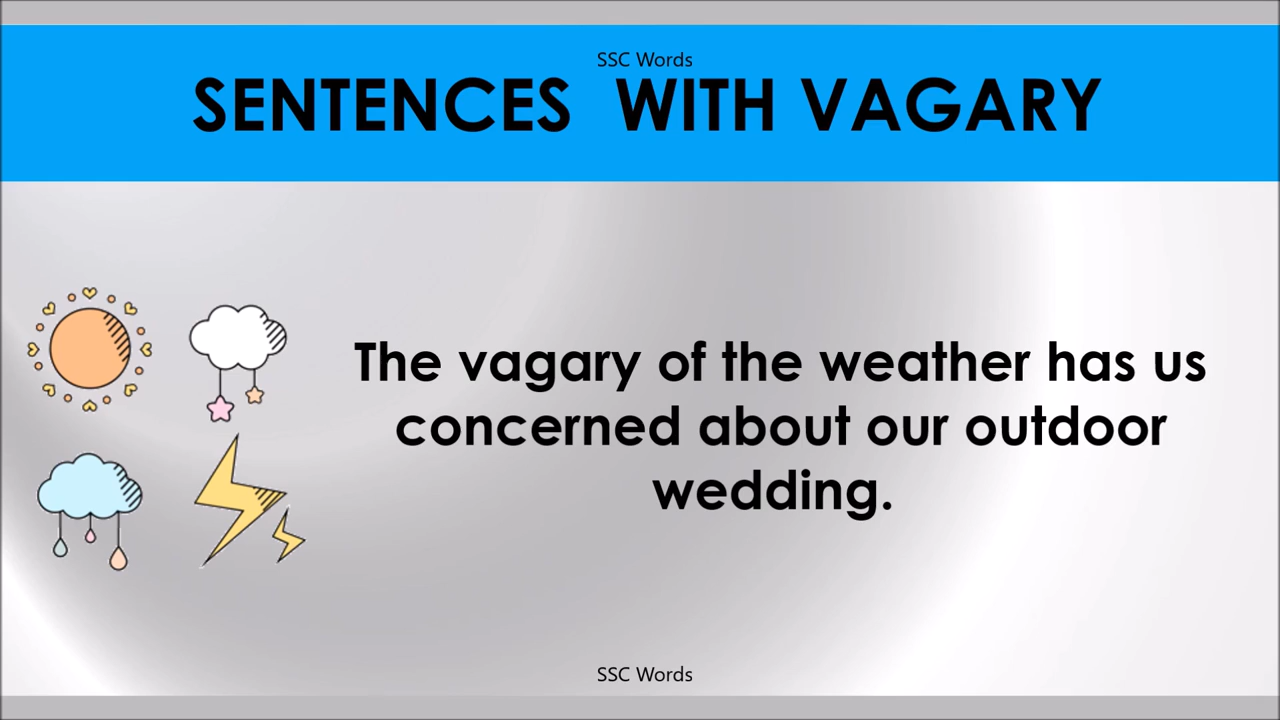 SSC Words
SENTENCES WITH VAGARY
The vagary of the weather has us
concerned about our outdoor
wedding.
SSC Words